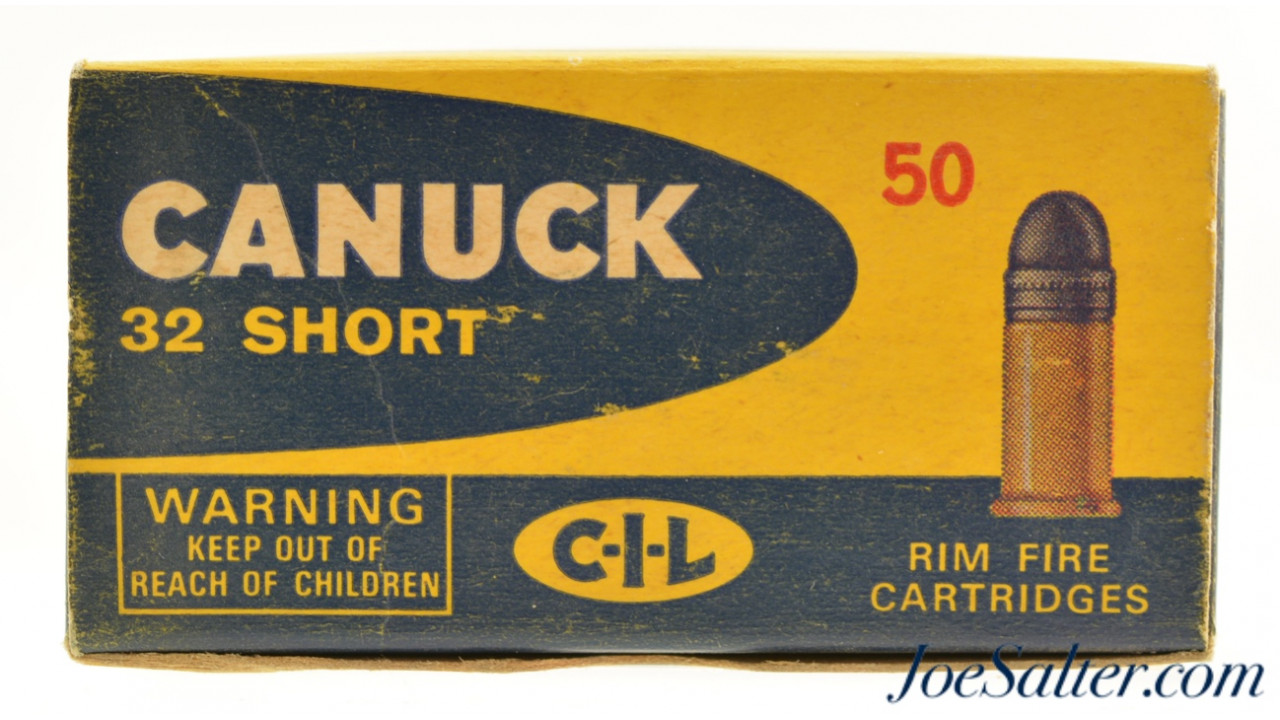 CANUCK
32 SHORT
50
WARNING
KEEP OUT OF
REACH OF CHILDREN
C-I-L
RIM FIRE
CARTRIDGES
JoeSalter.com